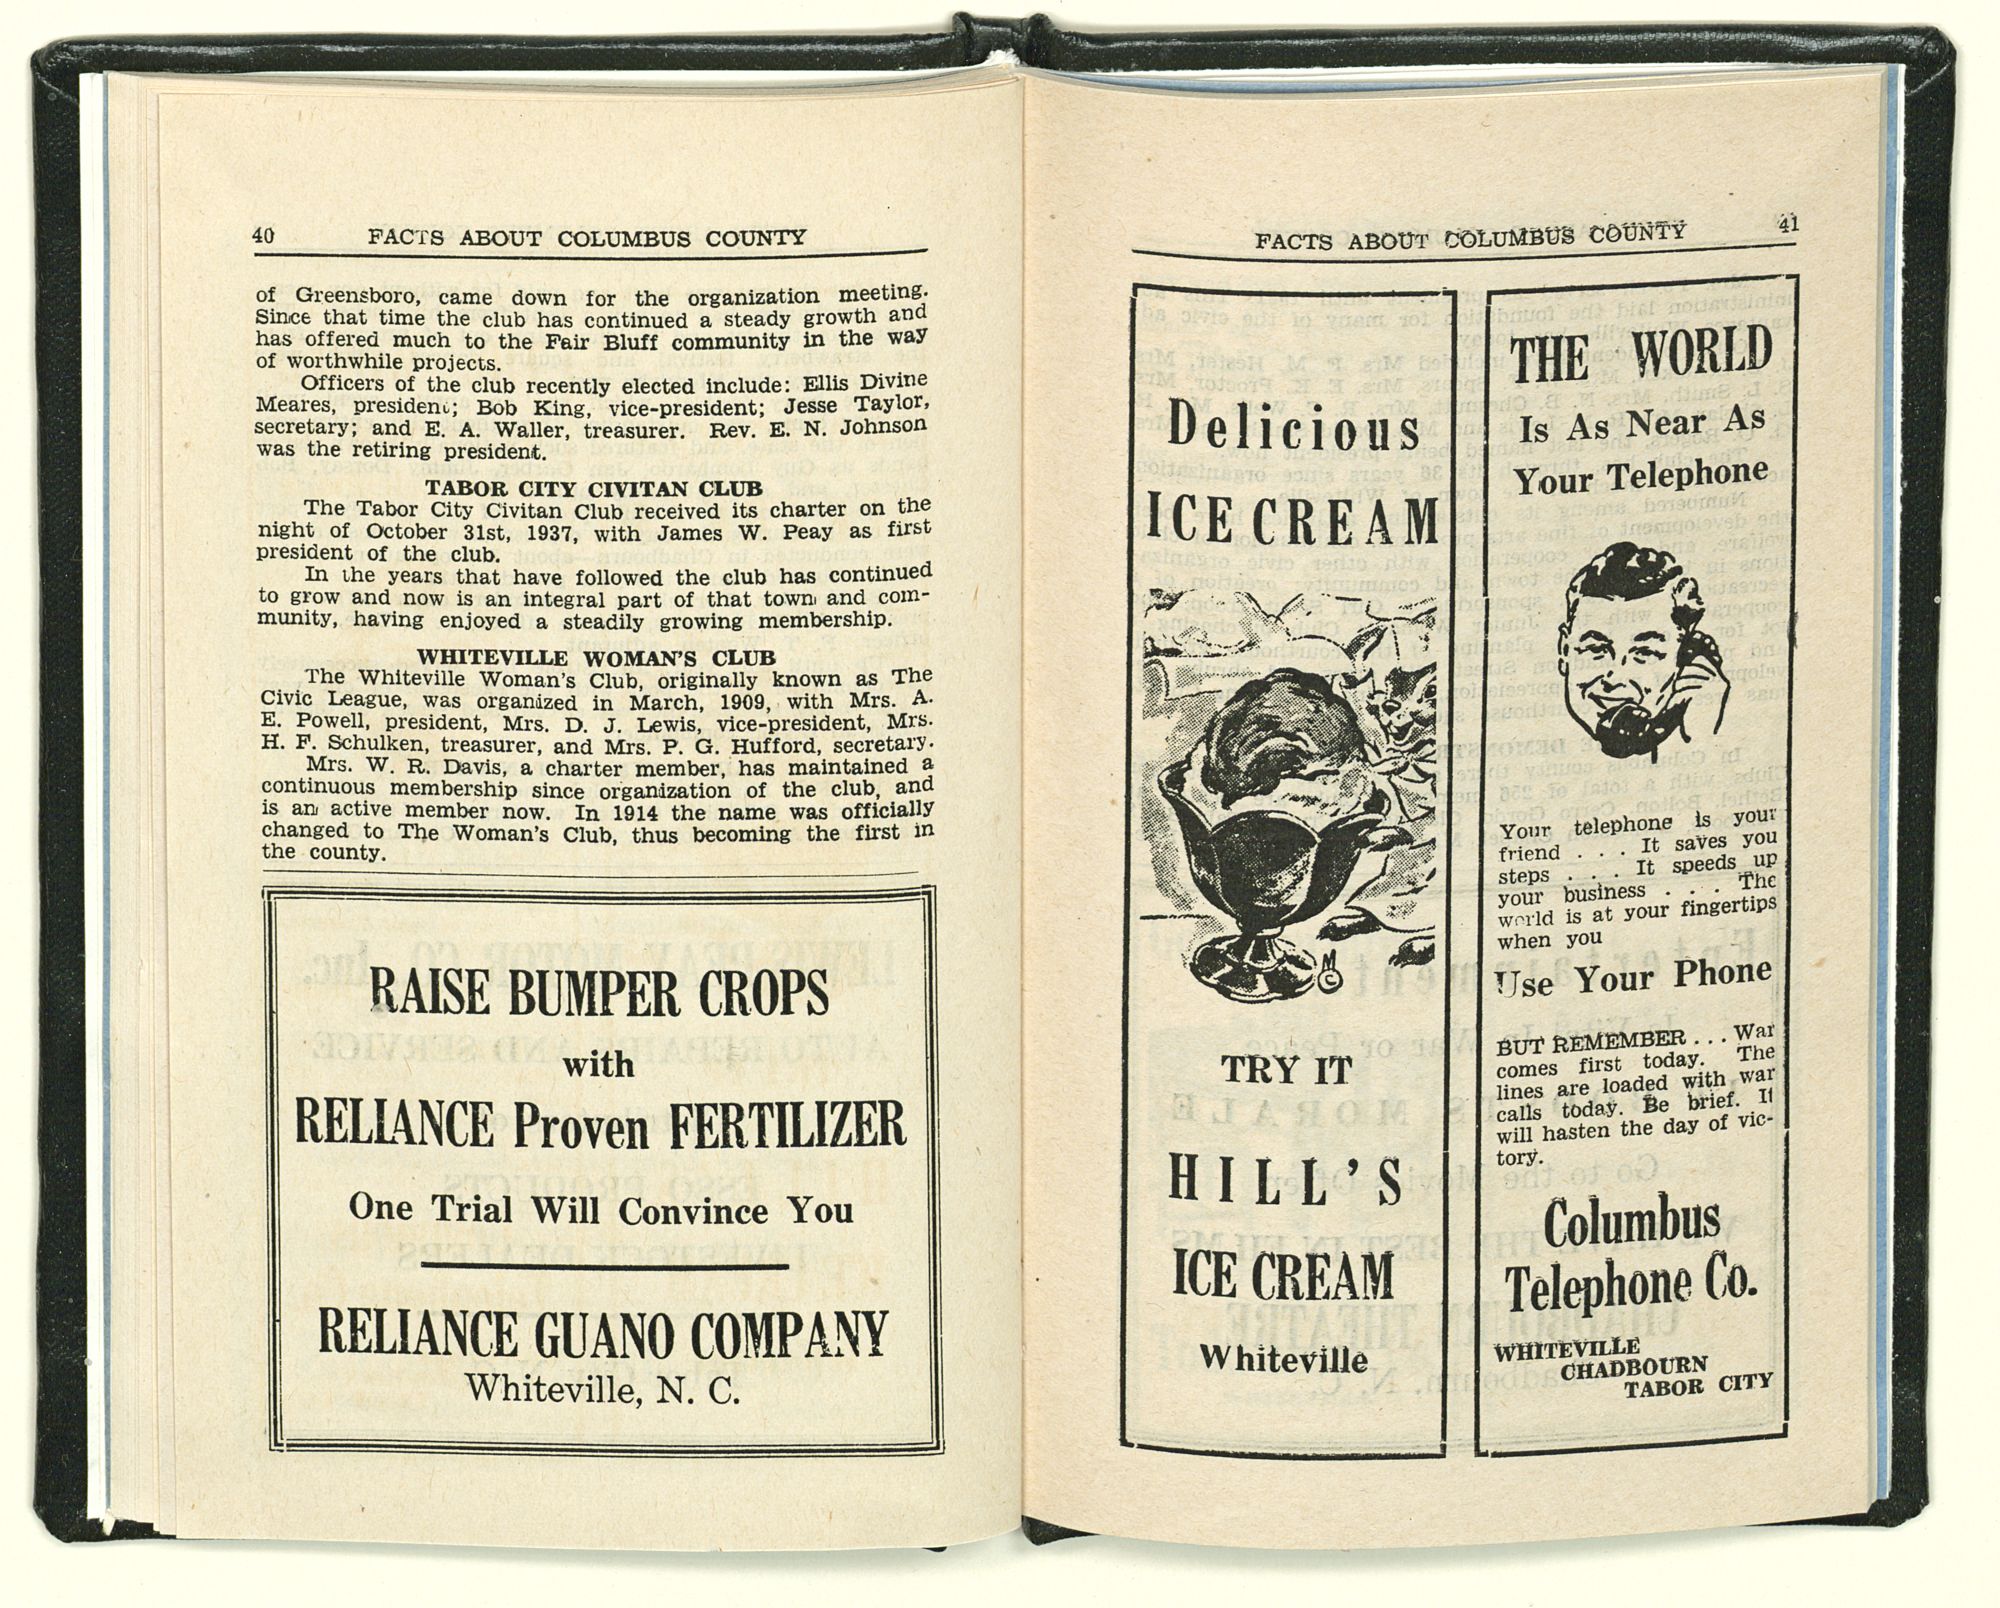 40 FACTS ABOUT COLUMBUS COUNTY
of Greensboro, came down for the organization meeting.
Since that time the club has continued a steady growth and
has offered much to the Fair Bluff community in the way
of worthwhile projects.
Officers of the club recently elected include: Ellis Divine
Meares, president; Bob King, vice-president; Jesse Taylor,
secretary; and E. A. Waller, treasurer. Rev. E. N. Johnson
was the retiring president.
TABOR CITY CIVITAN CLUB
The Tabor City Civitan Club received its charter on the
night of October 31st, 1937, with James W. Peay as first
president of the club.
In the years that have followed the club has continued
to grow and now is an integral part of that town and com-
munity, having enjoyed a steadily growing membership.
WHITEVILLE WOMAN'S CLUB
The Whiteville Woman's Club, originally known as The
Civic League, was organized in March, 1909, with Mrs. A.
E. Powell, president, Mrs. D. J. Lewis, vice-president, Mrs.
H. F. Schulken, treasurer, and Mrs. P. G. Hufford, secretary.
Mrs. W. R. Davis, a charter member, has maintained a
continuous membership since organization of the club, and
is an active member now. In 1914 the name was officially
changed to The Woman's Club, thus becoming the first in
the county.
RAISE BUMPER CROPS
with
RELIANCE Proven FERTILIZER
One Trial Will Convince You
RELIANCE GUANO COMPANY
Whiteville, N. C.
FACTS ABOUT COLUMBUS COUNTY 41
Delicious
ICE CREAM
MC
TRY IT
HILL'S
ICE CREAM
Whiteville
THE WORLD
Is As Near As
Your Telephone
Your telephone is your
friend . . . It saves you
steps . . . It speeds up
your business . . . The
world is at your fingertips
when you
Use Your Phone
BUT REMEMBER . . . War
comes first today. The
lines are loaded with war
calls today. Be brief. It
will hasten the day of vic-
tory.
Columbus
Telephone Co.
WHITEVILLE
CHADBOURN
TABOR CITY